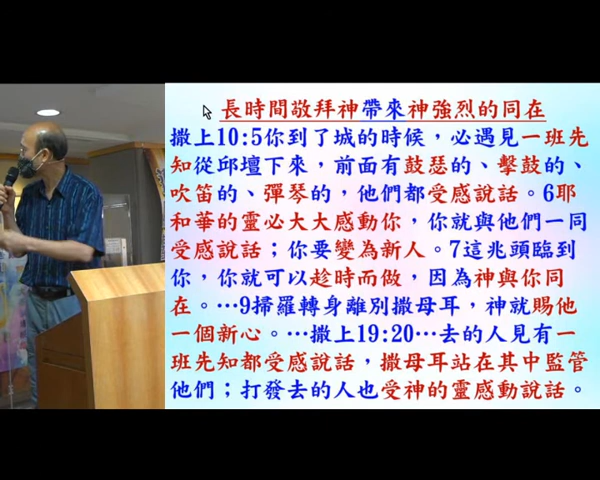 長時間敬拜神帶來神強烈的同在
撒上10:5你到了城的時候，必遇見一班先
知從邱壇下來，前面有鼓瑟的、擊鼓的、
吹笛的、彈琴的，他們都受感說話。6耶
和華的靈必大大感動你，你就與他們一同
受感說話；你要變為新人。7這兆頭臨到
你，你就可以趁時而做，因為神與你同
在。…9掃羅轉身離別撒母耳，神就賜他
一個新心。…撒上19:20…去的人見有一
班先知都受感說話，撒母耳站在其中監管
他們；打發去的人也受神的靈感動說話。